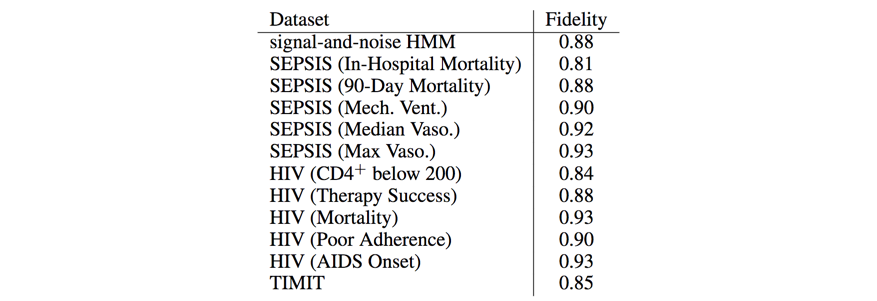 Dataset Fidelity
signal-and-noise HMM 0.88
SEPSIS (In-Hospital Mortality) 0.81
SEPSIS (90-Day Mortality) 0.88
SEPSIS (Mech. Vent.) 0.90
SEPSIS (Median Vaso.) 0.92
SEPSIS (Max Vaso.) 0.93
HIV (CD4⁺ below 200) 0.84
HIV (Therapy Success) 0.88
HIV (Mortality) 0.93
HIV (Poor Adherence) 0.90
HIV (AIDS Onset) 0.93
TIMIT 0.85